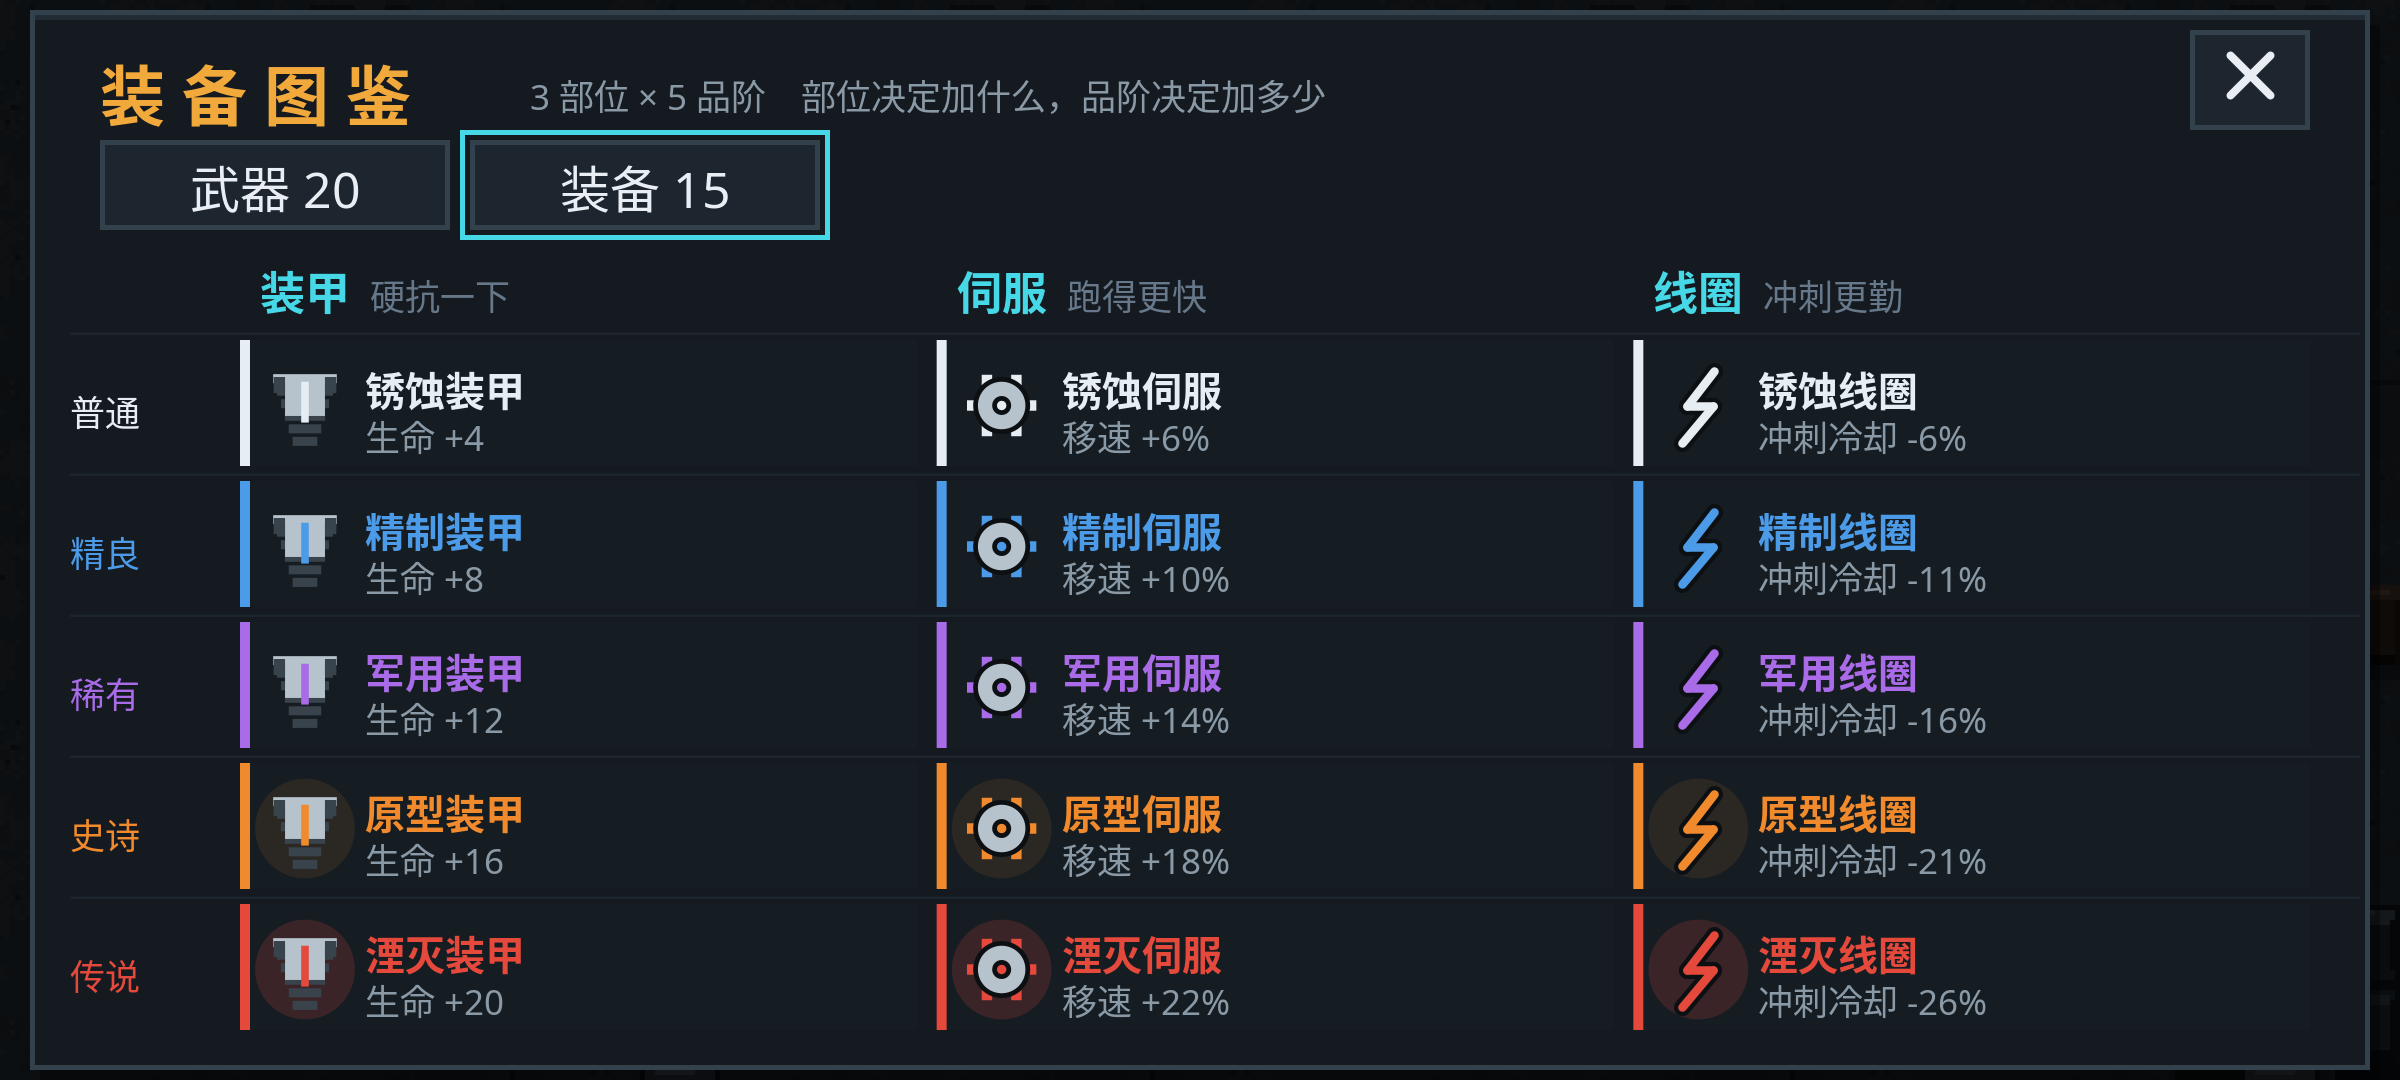 装备图鉴
3 部位 × 5 品阶 部位决定加什么，品阶决定加多少
武器 20
装备 15
装甲 硬抗一下
伺服 跑得更快
线圈 冲刺更勤
普通
锈蚀装甲
生命 +4
锈蚀伺服
移速 +6%
锈蚀线圈
冲刺冷却 -6%
精良
精制装甲
生命 +8
精制伺服
移速 +10%
精制线圈
冲刺冷却 -11%
稀有
军用装甲
生命 +12
军用伺服
移速 +14%
军用线圈
冲刺冷却 -16%
史诗
原型装甲
生命 +16
原型伺服
移速 +18%
原型线圈
冲刺冷却 -21%
传说
湮灭装甲
生命 +20
湮灭伺服
移速 +22%
湮灭线圈
冲刺冷却 -26%